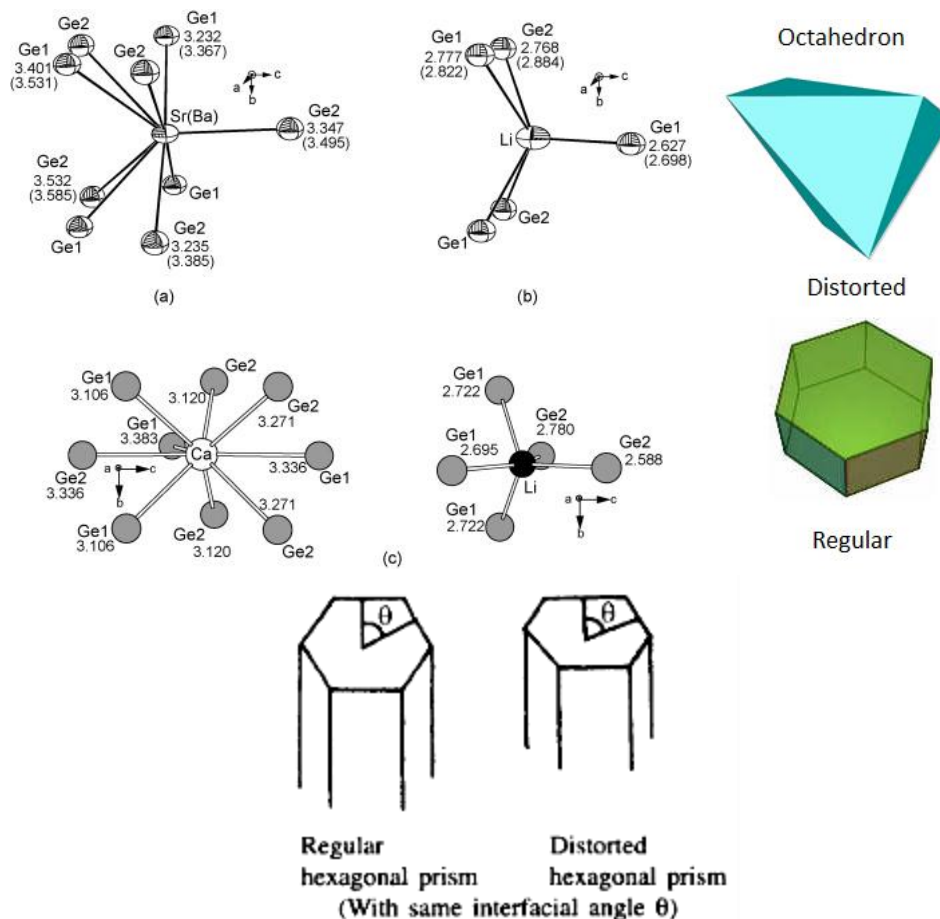 Ge1
3.232
(3.367)
Ge2
Ge1
3.401
(3.531)
Ge2
a
c
b
Sr(Ba)
Ge2
3.347
(3.495)
Ge2
3.532
(3.585)
Ge1
Ge1
Ge2
3.235
(3.385)
(a)
Ge1
2.777
(2.822)
Ge2
2.768
(2.884)
a
c
b
Li
Ge1
2.627
(2.698)
Ge2
Ge1
(b)
Octahedron
Distorted
Regular
Ge1
3.106
Ge2
3.120
Ge2
3.271
Ge1
3.383
Ca
Ge2
3.336
a
c
b
3.336
Ge1
3.271
Ge1
3.106
Ge2
3.120
Ge2
Ge1
2.722
Ge2
2.780
Ge1
2.695
Ge2
2.588
Li
a
c
b
Ge1
2.722
(c)
θ
θ
Regular
hexagonal prism
Distorted
hexagonal prism
(With same interfacial angle θ)